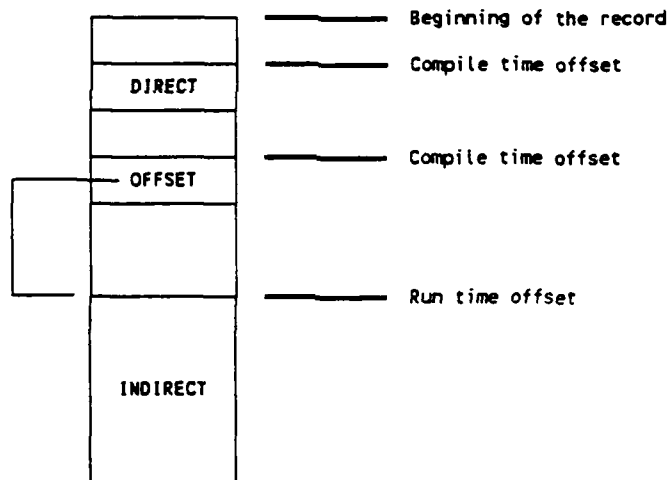 Beginning of the record
Compile time offset
DIRECT
Compile time offset
OFFSET
Run time offset
INDIRECT